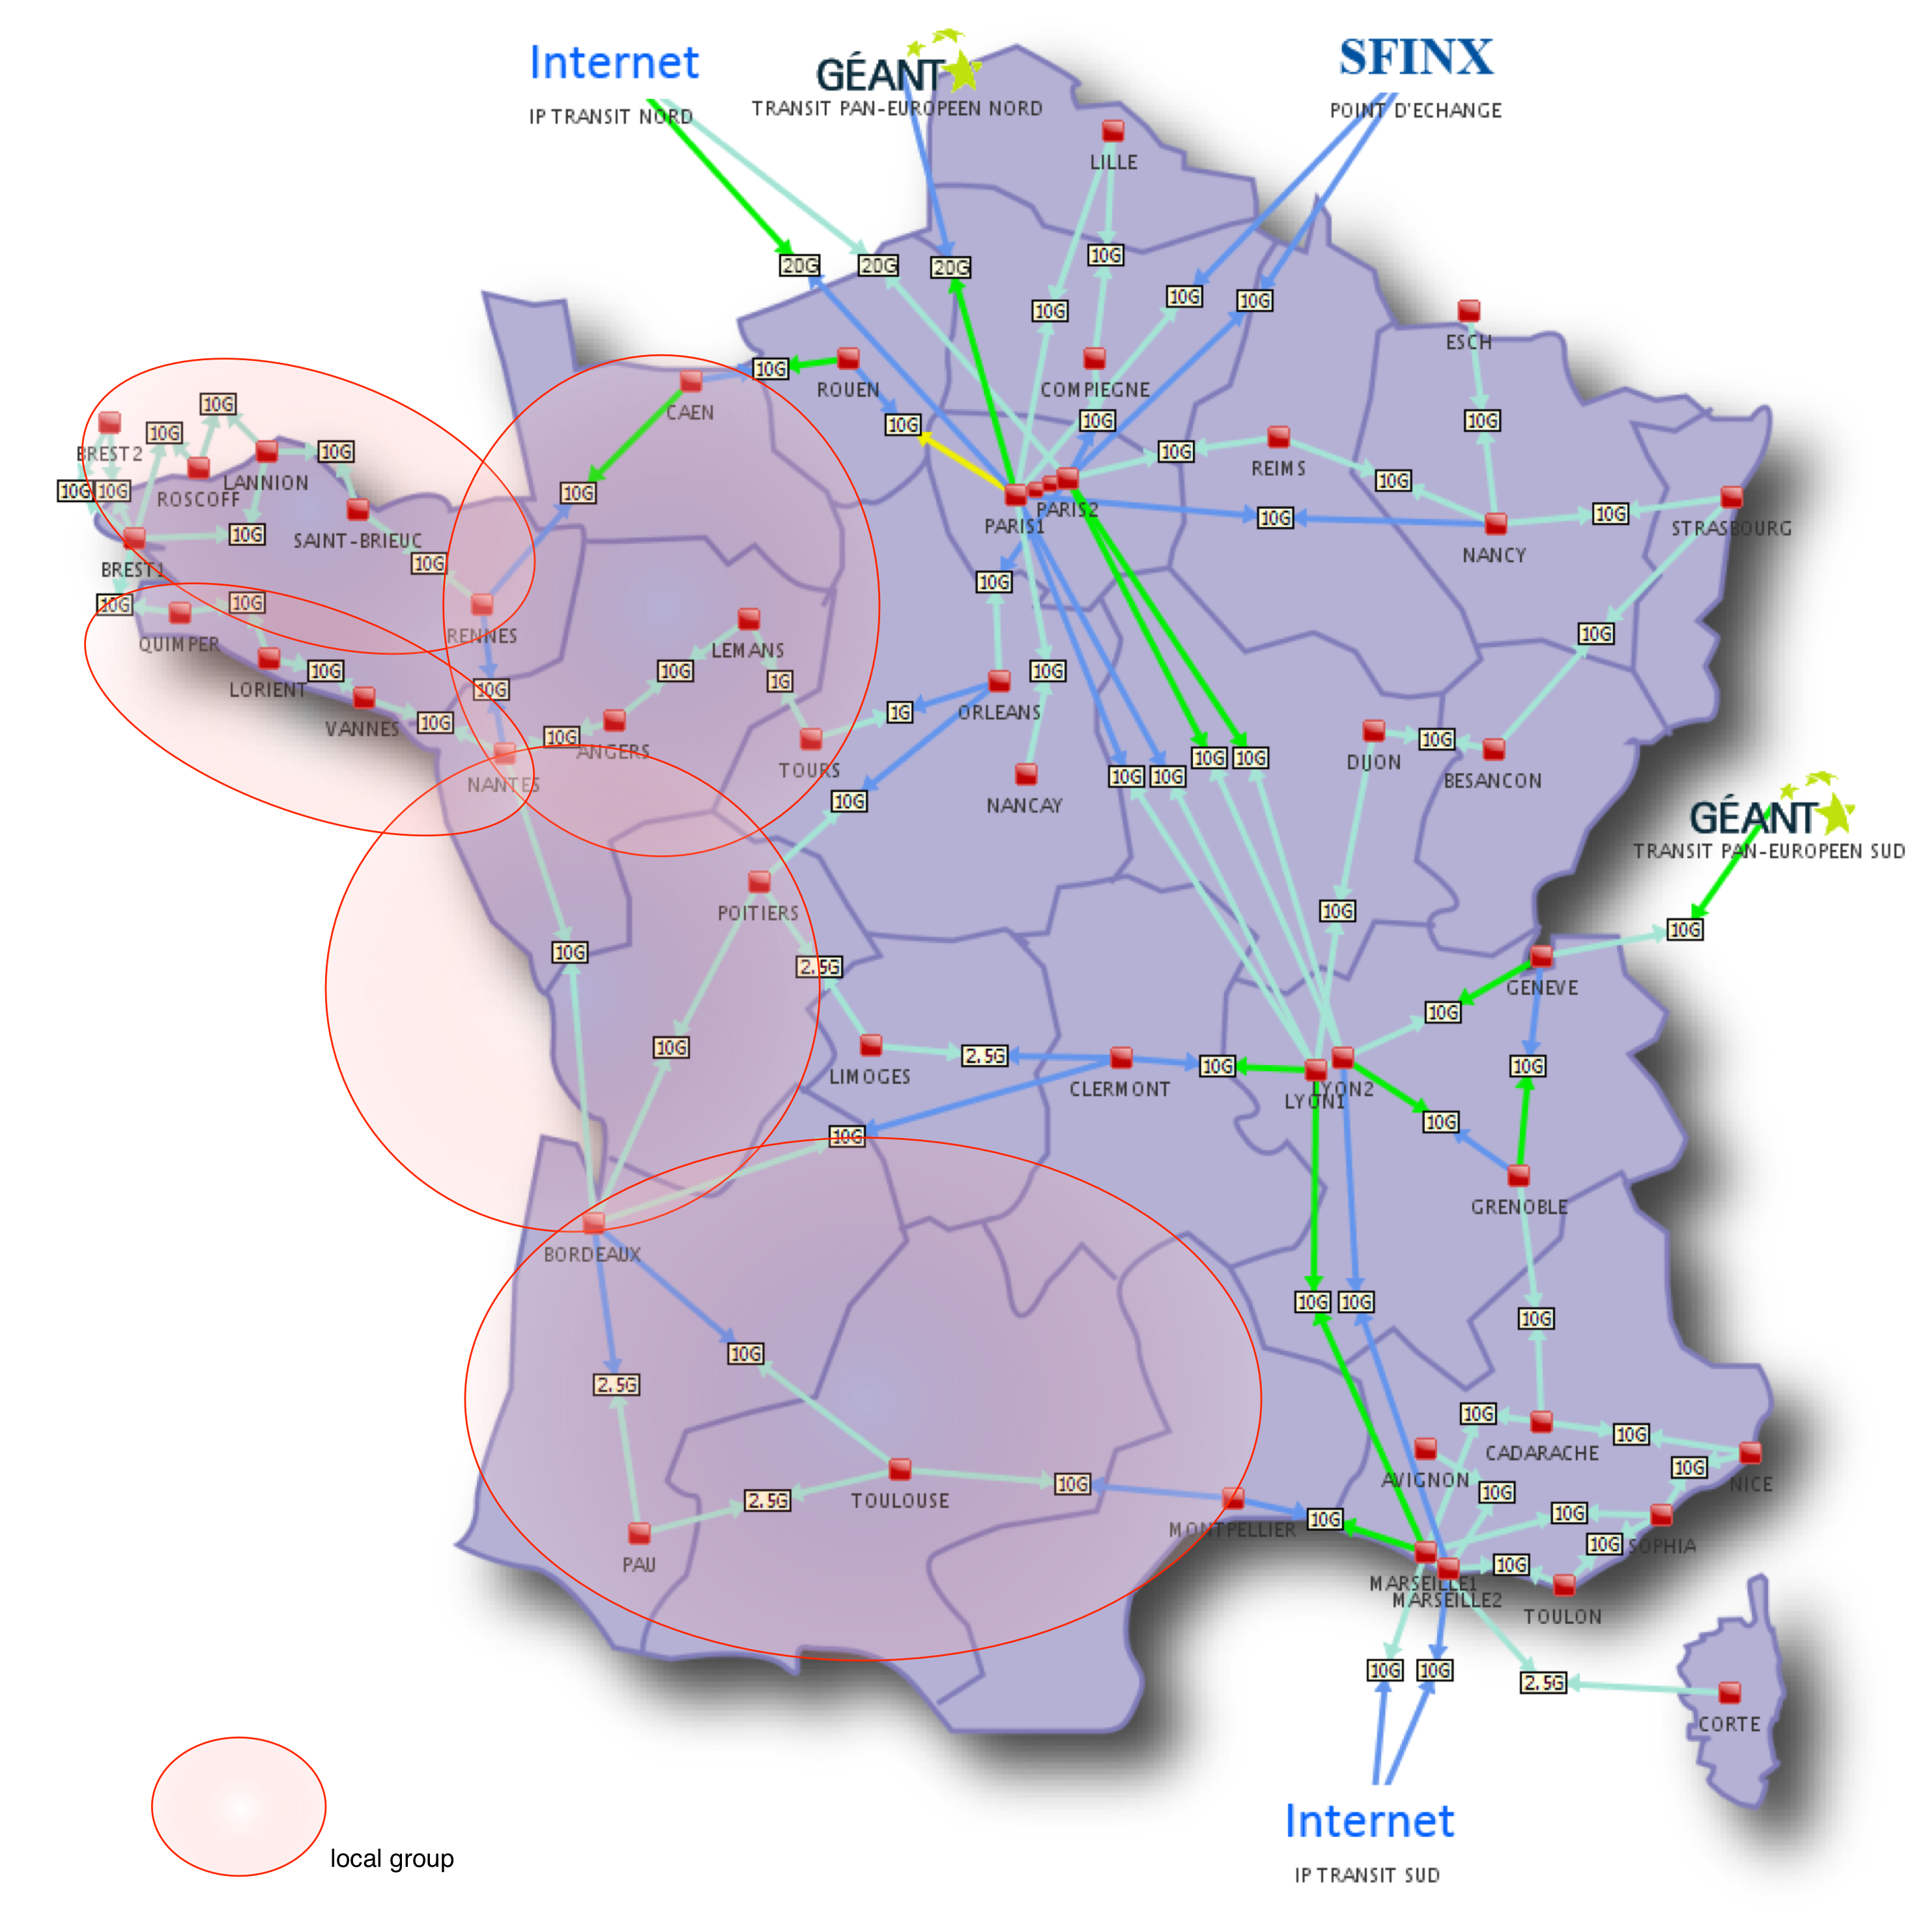 Internet
IP TRANSIT NORD
GÉANT
TRANSIT PAN-EUROPEEN NORD
SFINX
POINT D'ECHANGE
LILLE
10G
20G
20G
20G
10G
10G
10G
ESCH
ROUEN
10G
COMPIEGNE
CAEN
10G
10G
10G
BREST2
10G
10G
ROSCOFF
LANNION
10G
10G
REIMS
10G
10G
10G
10G
SAINT-BRIEUC
10G
10G
PARIS1
PARIS2
10G
NANCY
10G
STRASBOURG
BREST1
10G
10G
10G
10G
QUIMPER
RENNES
LEMANS
10G
LORIENT
10G
10G
10G
1G
10G
VANNES
10G
NANTES
10G
ANGERS
TOURS
1G
ORLEANS
NANCAY
10G
10G
10G
10G
10G
DIJON
10G
BESANCON
GÉANT
TRANSIT PAN-EUROPEEN SUD
POITIERS
10G
10G
10G
2.5G
GENEVE
10G
10G
LIMOGES
2.5G
CLERMONT
10G
LYON2
LYON1
10G
10G
10G
GRENOBLE
BORDEAUX
10G
10G
10G
10G
2.5G
10G
CADARACHE
10G
AVIGNON
10G
10G
NICE
2.5G
TOULOUSE
10G
MONTPELLIER
10G
10G
SOPHIA
10G
PAU
10G
MARSEILLE1
MARSEILLE2
TOULON
10G
10G
2.5G
CORTE
Internet
IP TRANSIT SUD
local group